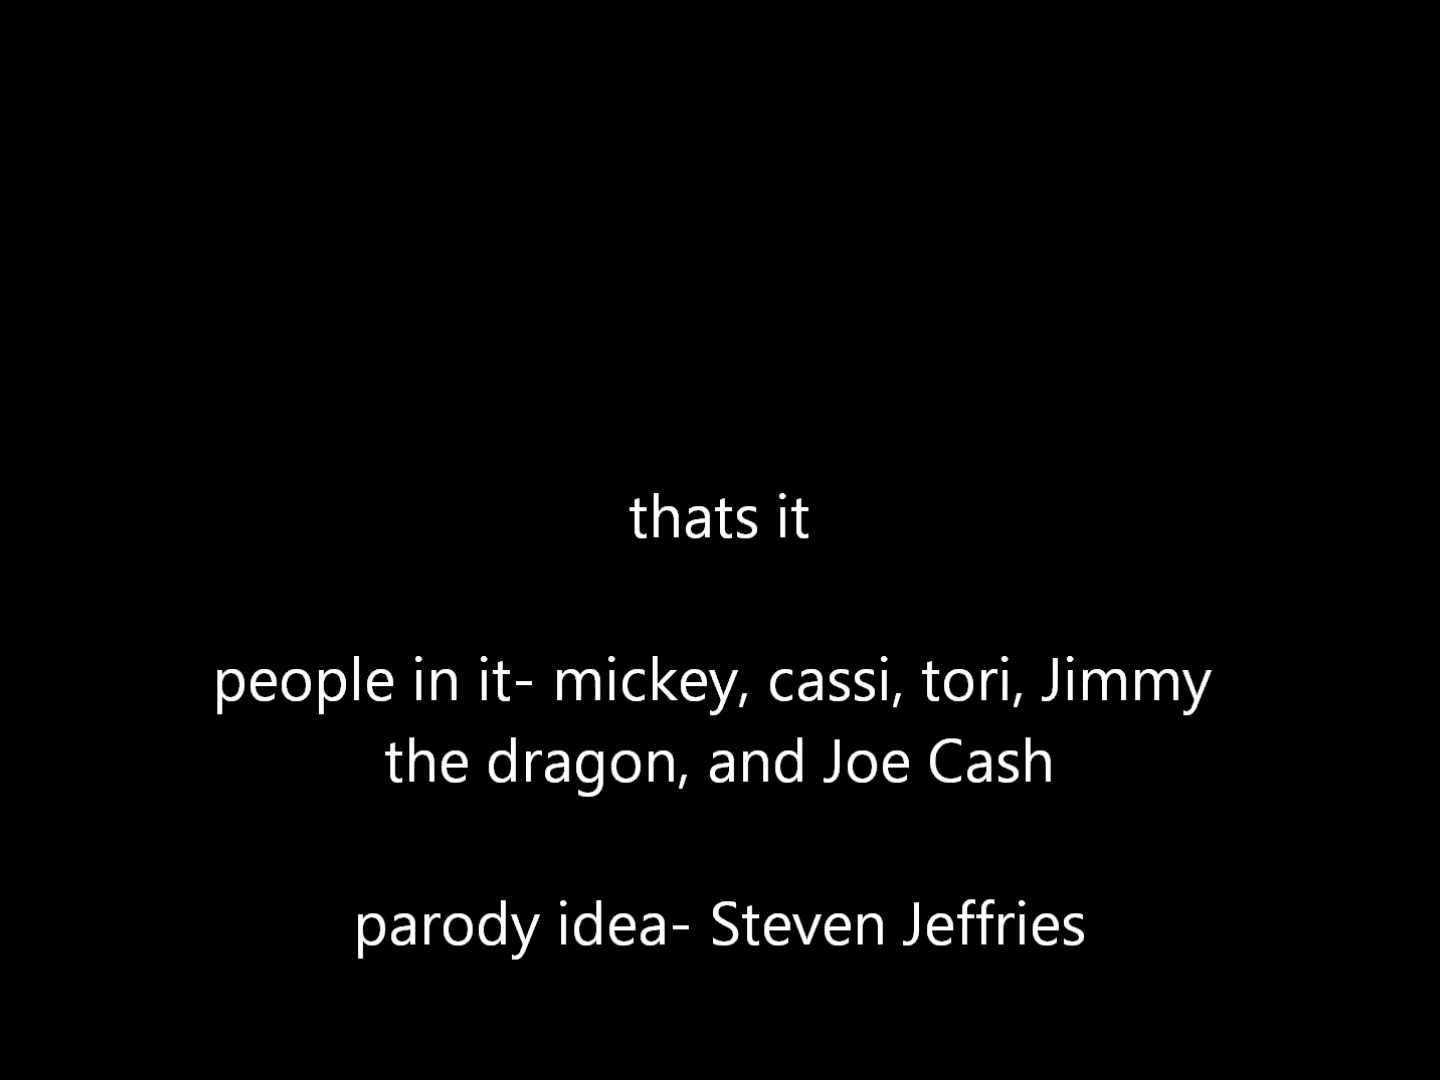 thats it
people in it- mickey, cassi, tori, Jimmy
the dragon, and Joe Cash
parody idea- Steven Jeffries